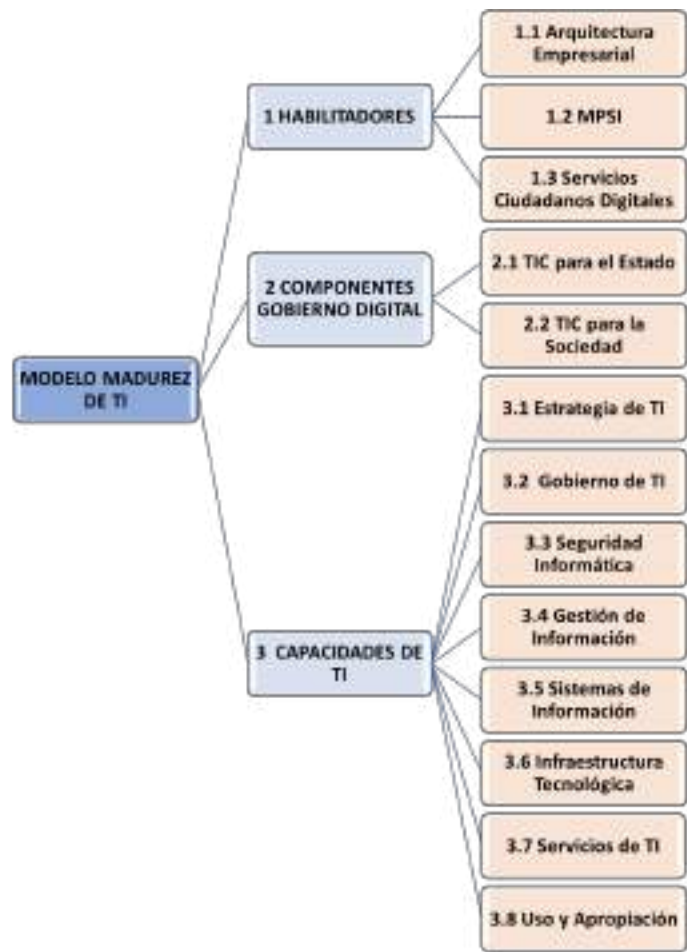 MODELO MADUREZ
DE TI
1 HABILITADORES
1.1 Arquitectura
Empresarial
1.2 MPSI
1.3 Servicios
Ciudadanos Digitales
2 COMPONENTES
GOBIERNO DIGITAL
2.1 TIC para el Estado
2.2 TIC para la
Sociedad
3 CAPACIDADES DE
TI
3.1 Estrategia de TI
3.2 Gobierno de TI
3.3 Seguridad
Informática
3.4 Gestión de
Información
3.5 Sistemas de
Información
3.6 Infraestructura
Tecnológica
3.7 Servicios de TI
3.8 Uso y Apropiación